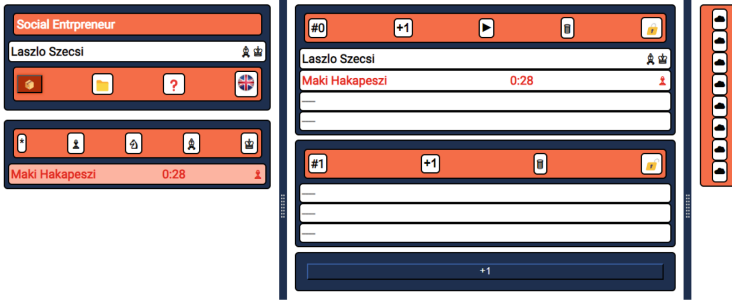 Social Entrpreneur
Laszlo Szecsi
?
*
Maki Hakapeszi 0:28
#0 +1
Laszlo Szecsi
Maki Hakapeszi 0:28
—
—
#1 +1
—
—
—
+1